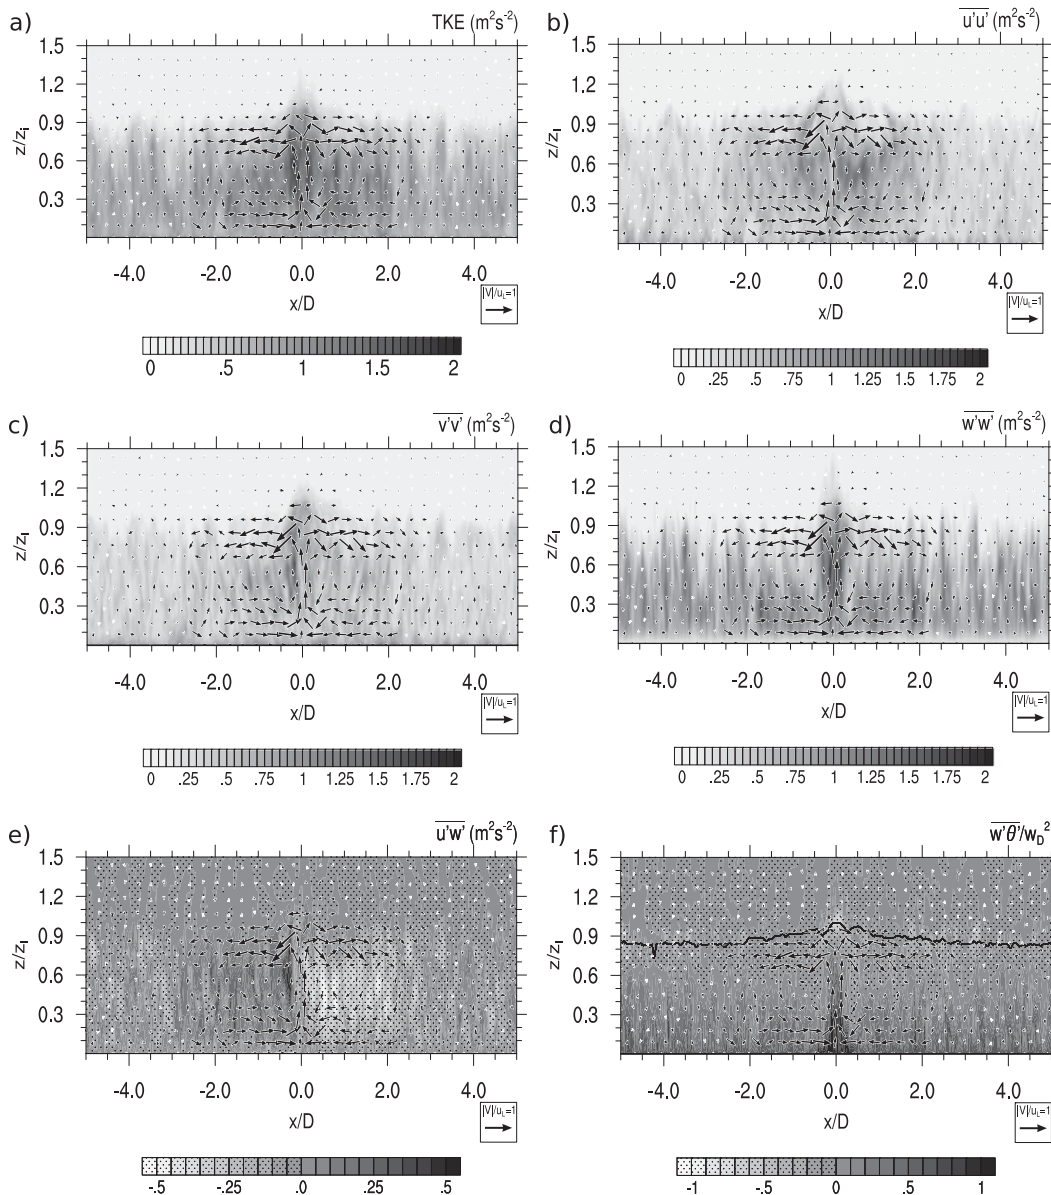 a) TKE (m²s⁻²)
1.5
1.2
0.9
0.6
0.3
z/zᵢ
-4.0 -2.0 0.0 2.0 4.0
x/D
|V|/u_L=1
0 .5 1 1.5 2
b) u'u' (m²s⁻²)
1.5
1.2
0.9
0.6
0.3
z/zᵢ
-4.0 -2.0 0.0 2.0 4.0
x/D
|V|/u_L=1
0 .25 .5 .75 1 1.25 1.5 1.75 2
c) v'v' (m²s⁻²)
1.5
1.2
0.9
0.6
0.3
z/zᵢ
-4.0 -2.0 0.0 2.0 4.0
x/D
|V|/u_L=1
0 .25 .5 .75 1 1.25 1.5 1.75 2
d) w'w' (m²s⁻²)
1.5
1.2
0.9
0.6
0.3
z/zᵢ
-4.0 -2.0 0.0 2.0 4.0
x/D
|V|/u_L=1
0 .25 .5 .75 1 1.25 1.5 1.75 2
e) u'w' (m²s⁻²)
1.5
1.2
0.9
0.6
0.3
z/zᵢ
-4.0 -2.0 0.0 2.0 4.0
x/D
|V|/u_L=1
-.5 -.25 .0 .25 .5
f) w'θ'/w_D²
1.5
1.2
0.9
0.6
0.3
z/zᵢ
-4.0 -2.0 0.0 2.0 4.0
x/D
|V|/u_L=1
-1 -.5 0 .5 1